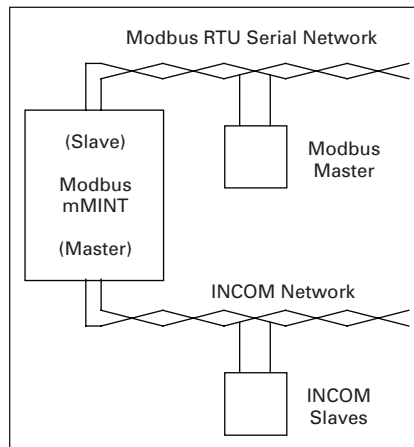 Modbus RTU Serial Network
(Slave)
Modbus
mMINT
(Master)
Modbus
Master
INCOM Network
INCOM
Slaves